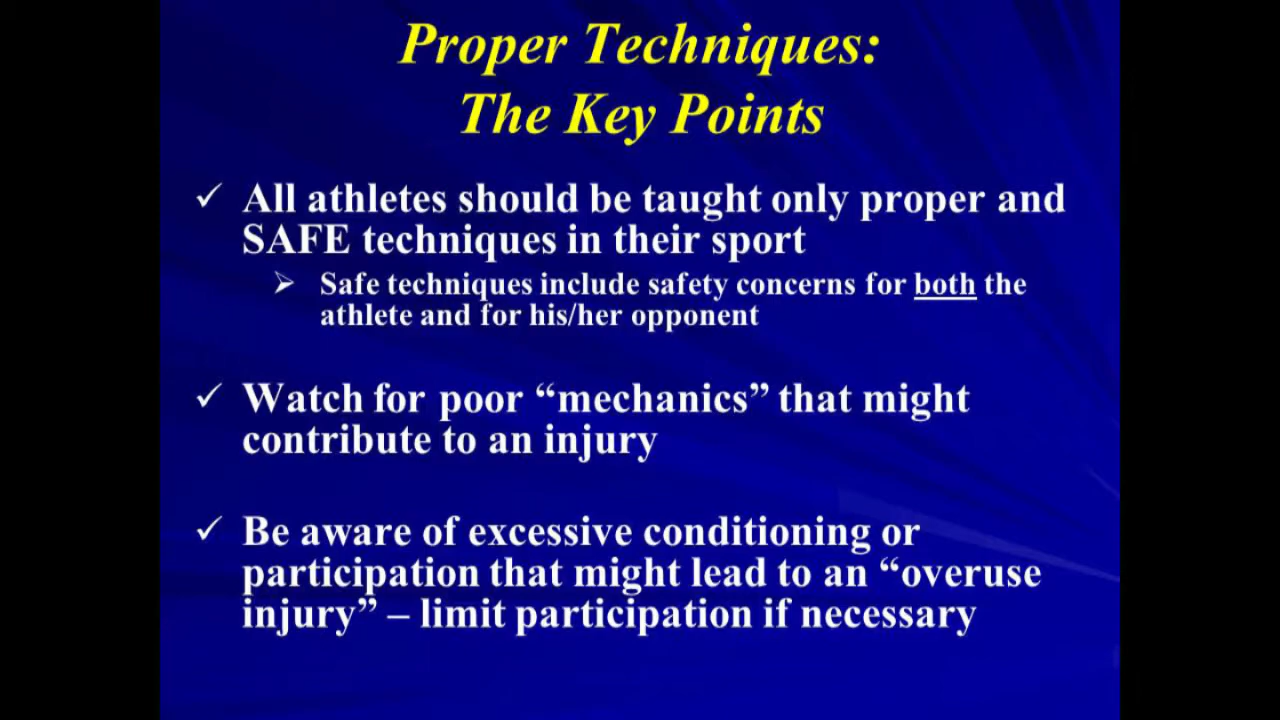 Proper Techniques:
The Key Points
✓ All athletes should be taught only proper and
SAFE techniques in their sport
➢ Safe techniques include safety concerns for both the
athlete and for his/her opponent
✓ Watch for poor “mechanics” that might
contribute to an injury
✓ Be aware of excessive conditioning or
participation that might lead to an “overuse
injury” – limit participation if necessary